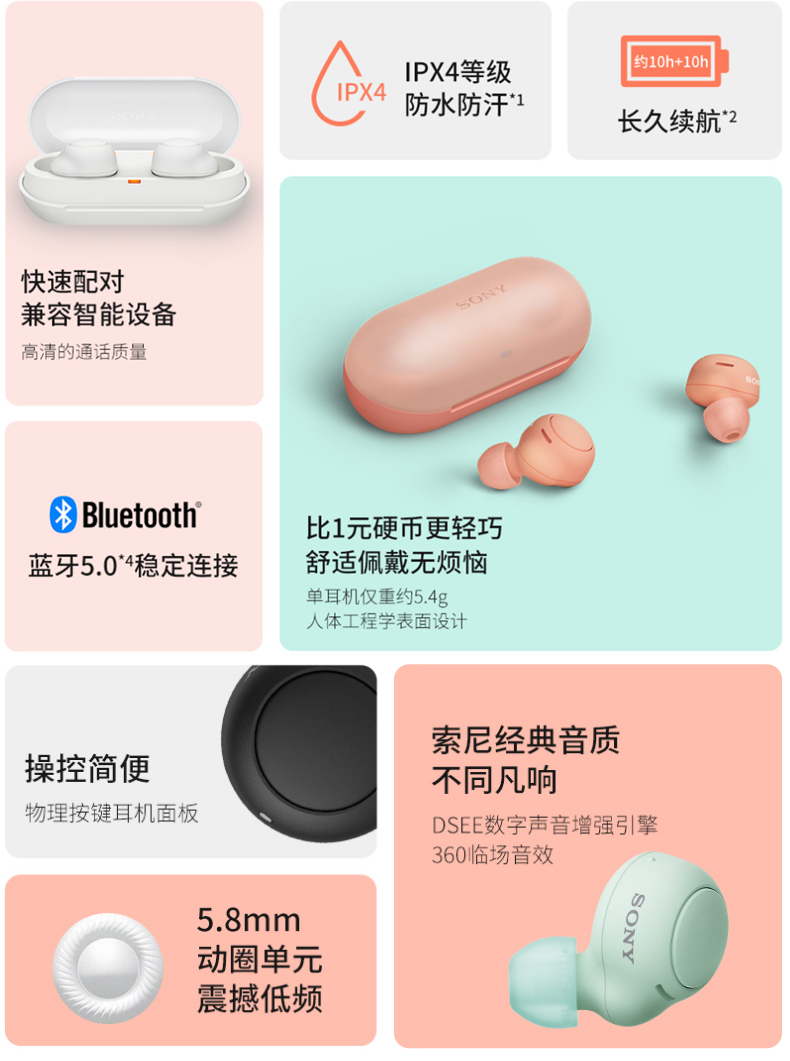 SONY
快速配对
兼容智能设备
高清的通话质量
IPX4
IPX4等级
防水防汗*1
约10h+10h
长久续航*2
SONY
SO
比1元硬币更轻巧
舒适佩戴无烦恼
单耳机仅重约5.4g
人体工程学表面设计
Bluetooth®
蓝牙5.0*4稳定连接
操控简便
物理按键耳机面板
索尼经典音质
不同凡响
DSEE数字声音增强引擎
360临场音效
SONY
5.8mm
动圈单元
震撼低频